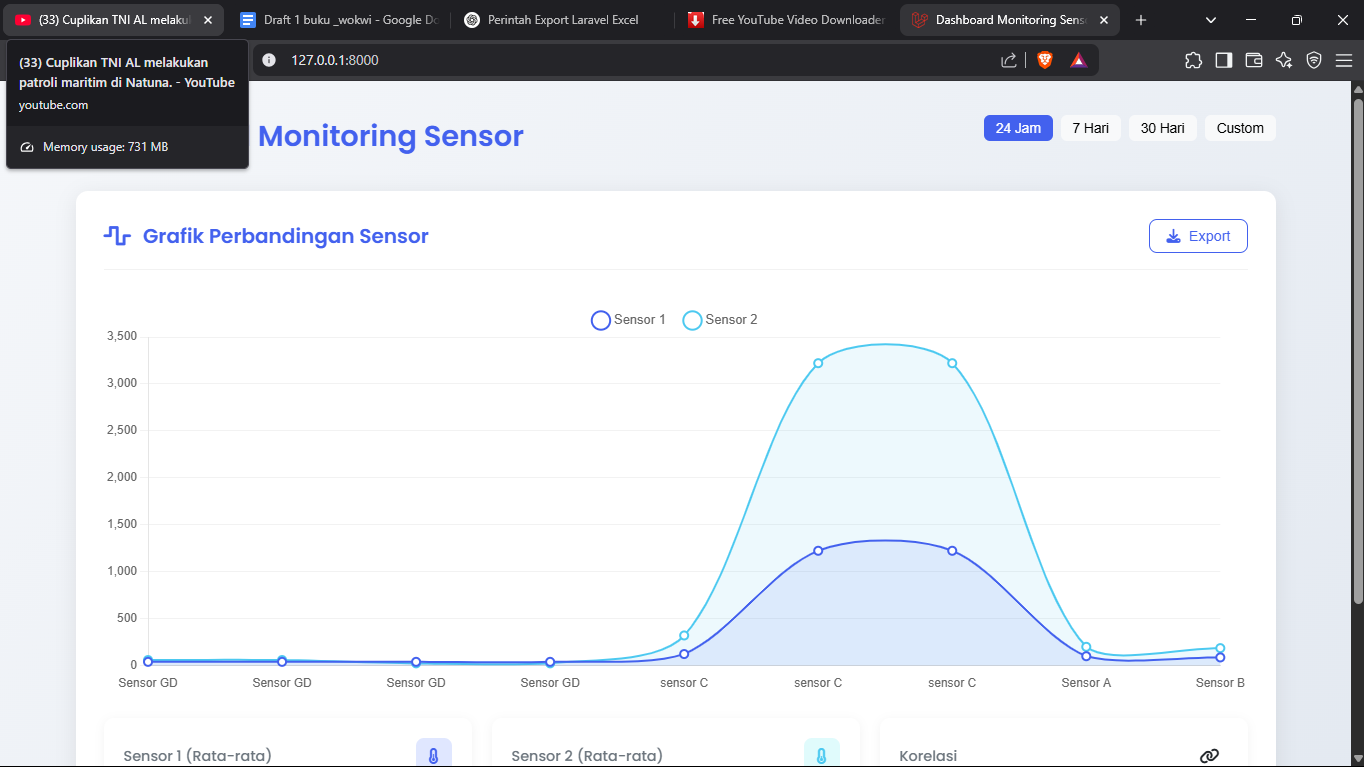 (33) Cuplikan TNI AL melaku
Draft 1 buku _wokwi - Google Do
Perintah Export Laravel Excel
Free YouTube Video Downloader
Dashboard Monitoring Sens
(33) Cuplikan TNI AL melakukan
patroli maritim di Natuna. - YouTube
youtube.com
Memory usage: 731 MB
127.0.0.1:8000
Monitoring Sensor
24 Jam
7 Hari
30 Hari
Custom
Grafik Perbandingan Sensor
Export
Sensor 1
Sensor 2
3,500
3,000
2,500
2,000
1,500
1,000
500
0
Sensor GD
Sensor GD
Sensor GD
Sensor GD
sensor C
sensor C
sensor C
Sensor A
Sensor B
Sensor 1 (Rata-rata)
Sensor 2 (Rata-rata)
Korelasi